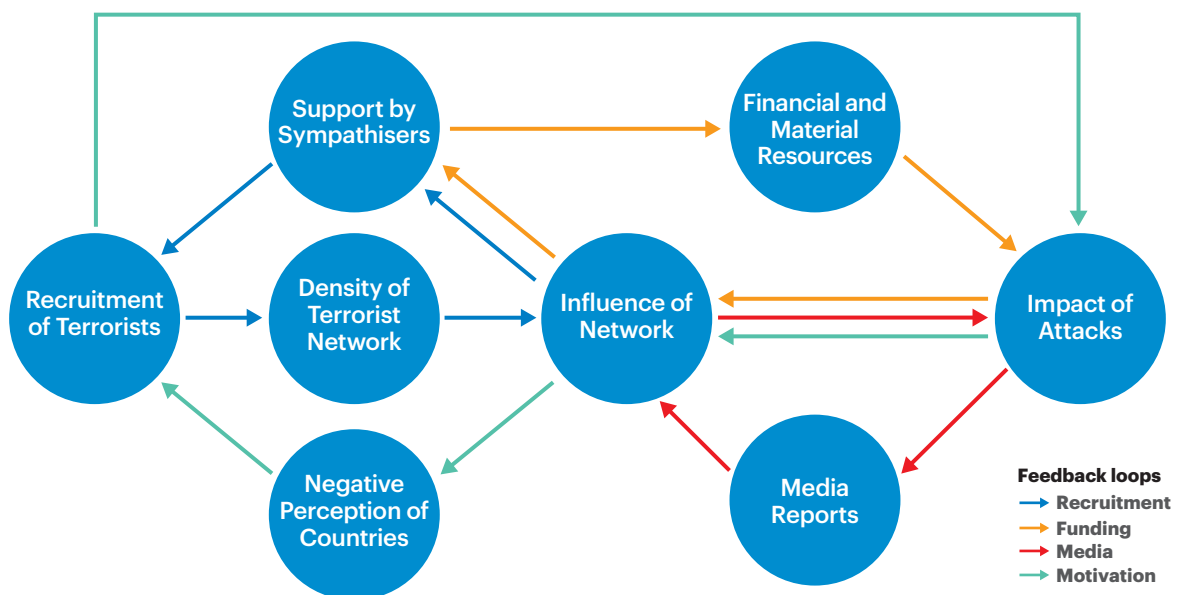 Support by
Sympathisers
Financial and
Material
Resources
Recruitment
of Terrorists
Density of
Terrorist
Network
Influence of
Network
Impact of
Attacks
Negative
Perception of
Countries
Media
Reports
Feedback loops
Recruitment
Funding
Media
Motivation